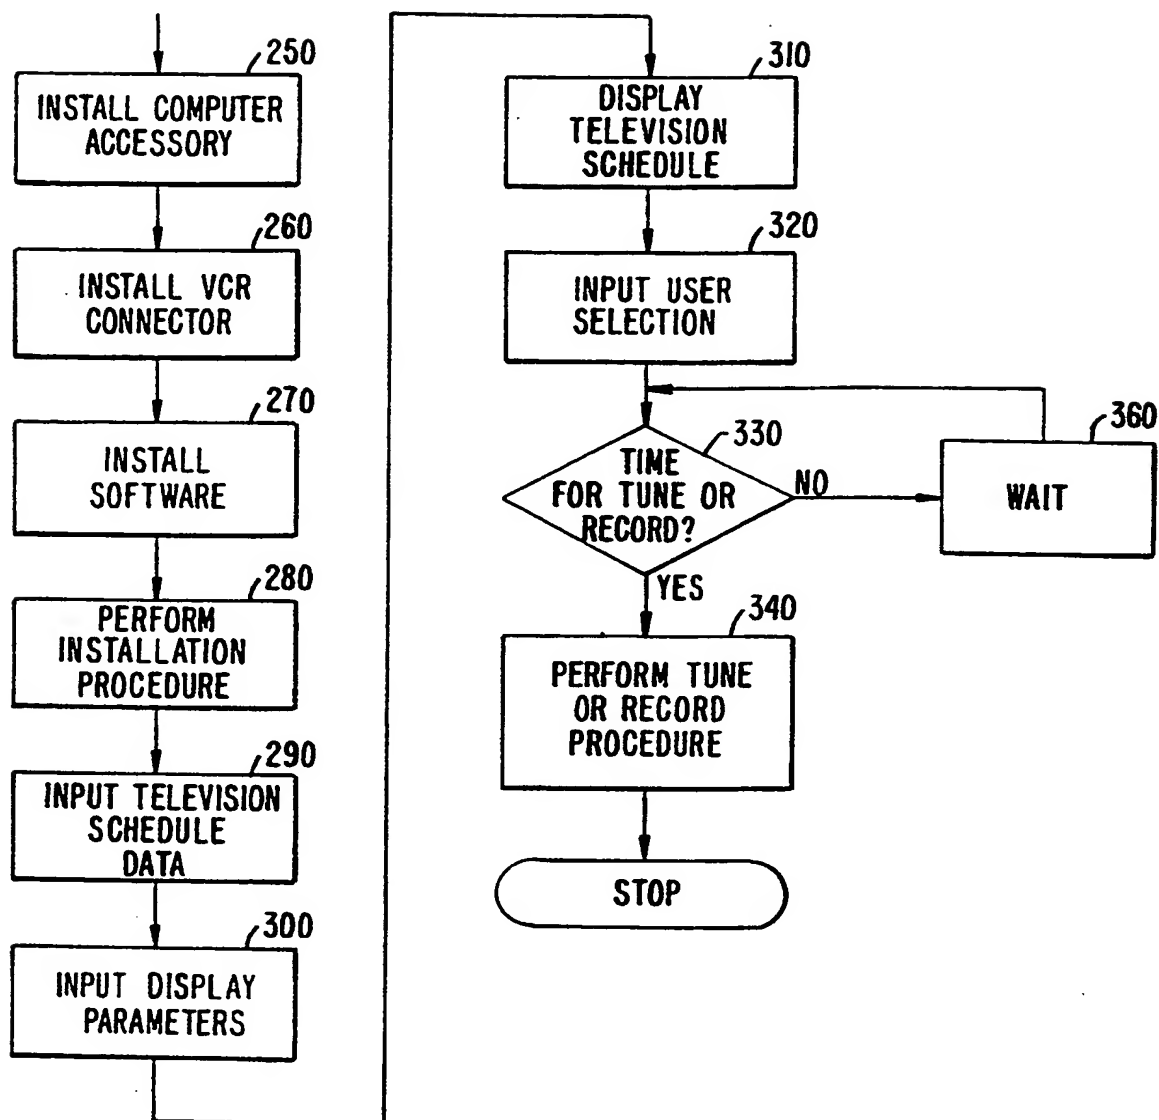 250
INSTALL COMPUTER
ACCESSORY
260
INSTALL VCR
CONNECTOR
270
INSTALL
SOFTWARE
280
PERFORM
INSTALLATION
PROCEDURE
290
INPUT TELEVISION
SCHEDULE
DATA
300
INPUT DISPLAY
PARAMETERS
310
DISPLAY
TELEVISION
SCHEDULE
320
INPUT USER
SELECTION
330
TIME
FOR TUNE OR
RECORD?
NO
360
WAIT
YES
340
PERFORM TUNE
OR RECORD
PROCEDURE
STOP